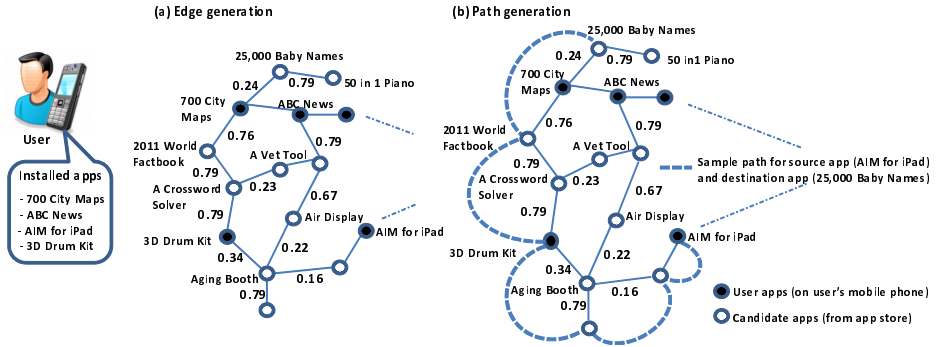 (a) Edge generation
25,000 Baby Names
0.24
0.79
50 in 1 Piano
700 City
Maps
ABC News
0.76
0.79
2011 World
Factbook
A Vet Tool
0.79
0.23
A Crossword
Solver
0.67
0.79
Air Display
3D Drum Kit
AIM for iPad
0.34
0.22
Aging Booth
0.16
0.79
User
Installed apps
- 700 City Maps
- ABC News
- AIM for iPad
- 3D Drum Kit
(b) Path generation
25,000 Baby Names
0.24
0.79
50 in1 Piano
700 City
Maps
ABC News
0.76
0.79
2011 World
Factbook
A Vet Tool
0.79
0.23
A Crossword
Solver
0.67
0.79
Air Display
3D Drum Kit
AIM for iPad
0.34
0.22
Aging Booth
0.16
0.79
Sample path for source app (AIM for iPad)
and destination app (25,000 Baby Names)
User apps (on user's mobile phone)
Candidate apps (from app store)